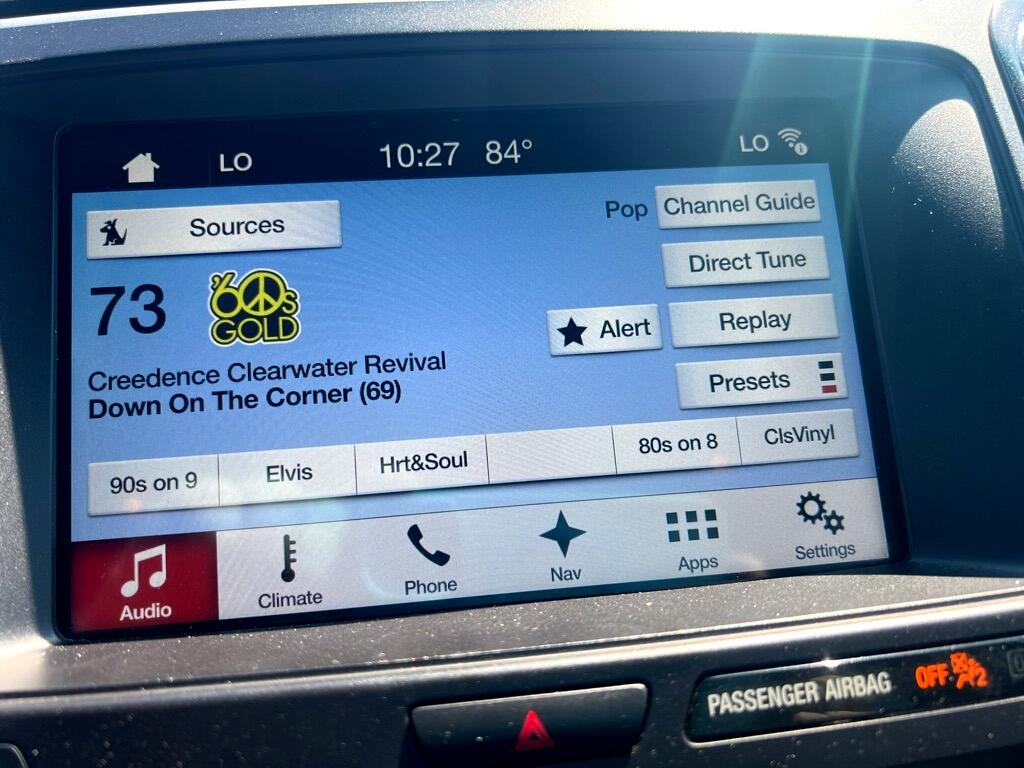 LO 10:27 84° LO
Sources
Pop Channel Guide
Direct Tune
73 '60s GOLD
Alert Replay
Creedence Clearwater Revival
Down On The Corner (69)
Presets
90s on 9 Elvis Hrt&Soul 80s on 8 ClsVinyl
Audio Climate Phone Nav Apps Settings
PASSENGER AIRBAG OFF 2